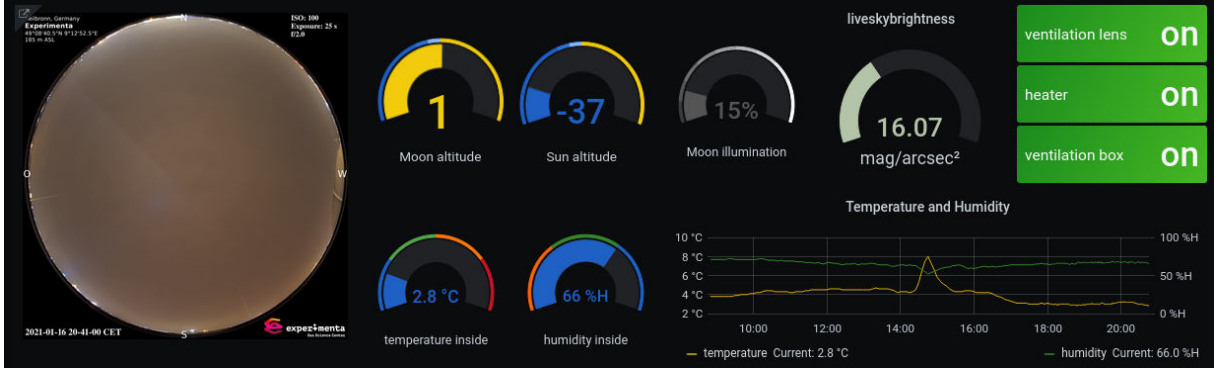 Heilbronn, Germany
Experimenta
49°08'40.5"N 9°12'52.5"E
185 m ASL
ISO: 100
Exposure: 25 s
f/2.0
N
O
W
S
2021-01-16 20-41-00 CET
experimenta
Das Science Center
1
Moon altitude
-37
Sun altitude
15%
Moon illumination
liveskybrightness
16.07
mag/arcsec²
ventilation lens on
heater on
ventilation box on
2.8 °C
temperature inside
66 %H
humidity inside
Temperature and Humidity
10 °C
8 °C
6 °C
4 °C
2 °C
100 %H
50 %H
0 %H
10:00 12:00 14:00 16:00 18:00 20:00
temperature Current: 2.8 °C
humidity Current: 66.0 %H